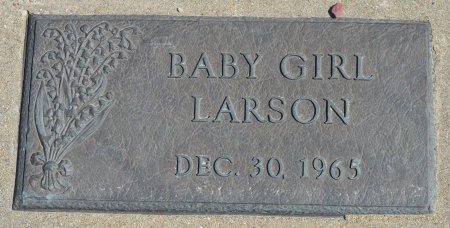 BABY GIRL
LARSON
DEC. 30, 1965